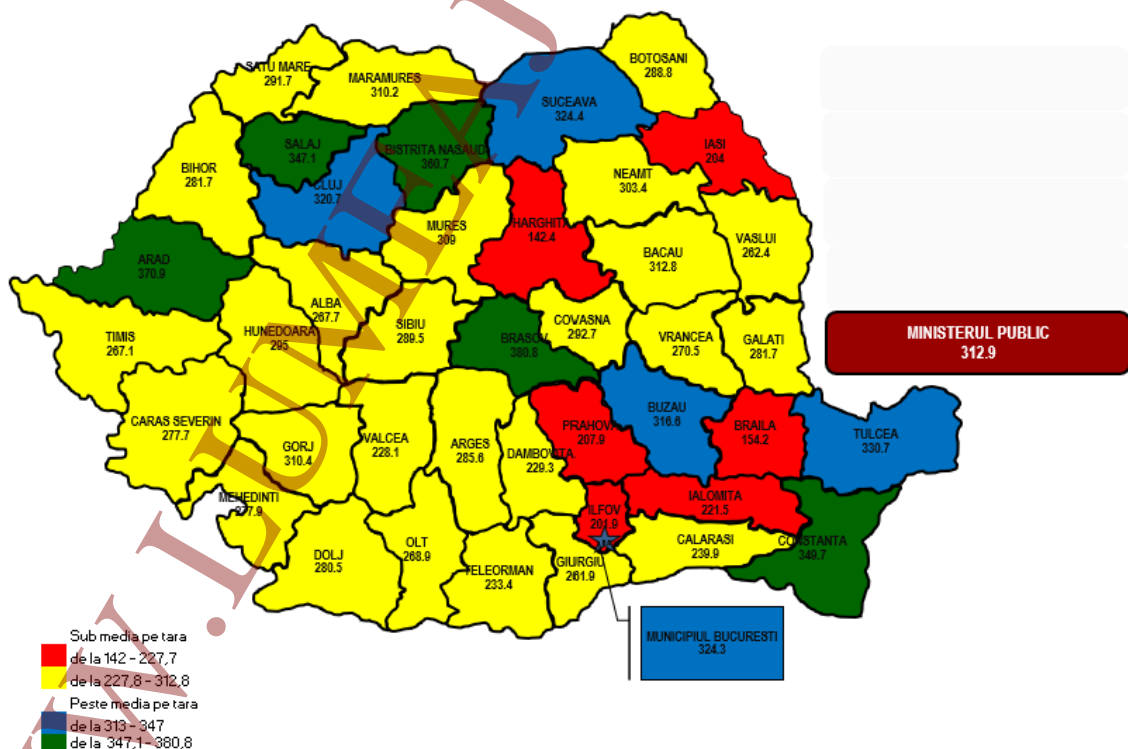 SATU MARE
291.7
MARAMURES
310.2
BOTOSANI
288.8
SUCEAVA
324.4
SALAJ
347.1
BISTRITA NASAUD
360.7
IASI
204
BIHOR
281.7
CLUJ
320.7
NEAMT
303.4
MURES
309
HARGHITA
142.4
BACAU
312.8
VASLUI
262.4
ARAD
370.9
ALBA
267.7
TIMIS
267.1
HUNEDOARA
295
SIBIU
289.5
BRASOV
380.8
COVASNA
292.7
VRANCEA
270.5
GALATI
281.7
MINISTERUL PUBLIC
312.9
CARAS SEVERIN
277.7
GORJ
310.4
VALCEA
228.1
ARGES
285.6
DAMBOVITA
229.3
PRAHOVA
207.9
BUZAU
316.6
BRAILA
154.2
TULCEA
330.7
MEHEDINTI
277.9
DOLJ
280.5
OLT
268.9
TELEORMAN
233.4
GIURGIU
261.9
ILFOV
201.9
IALOMITA
221.5
CALARASI
239.9
CONSTANTA
349.7
MUNICIPIUL BUCURESTI
324.3
Sub media pe tara
de la 142 - 227,7
de la 227,8 - 312,8
Peste media pe tara
de la 313 - 347
de la 347,1 - 380,8